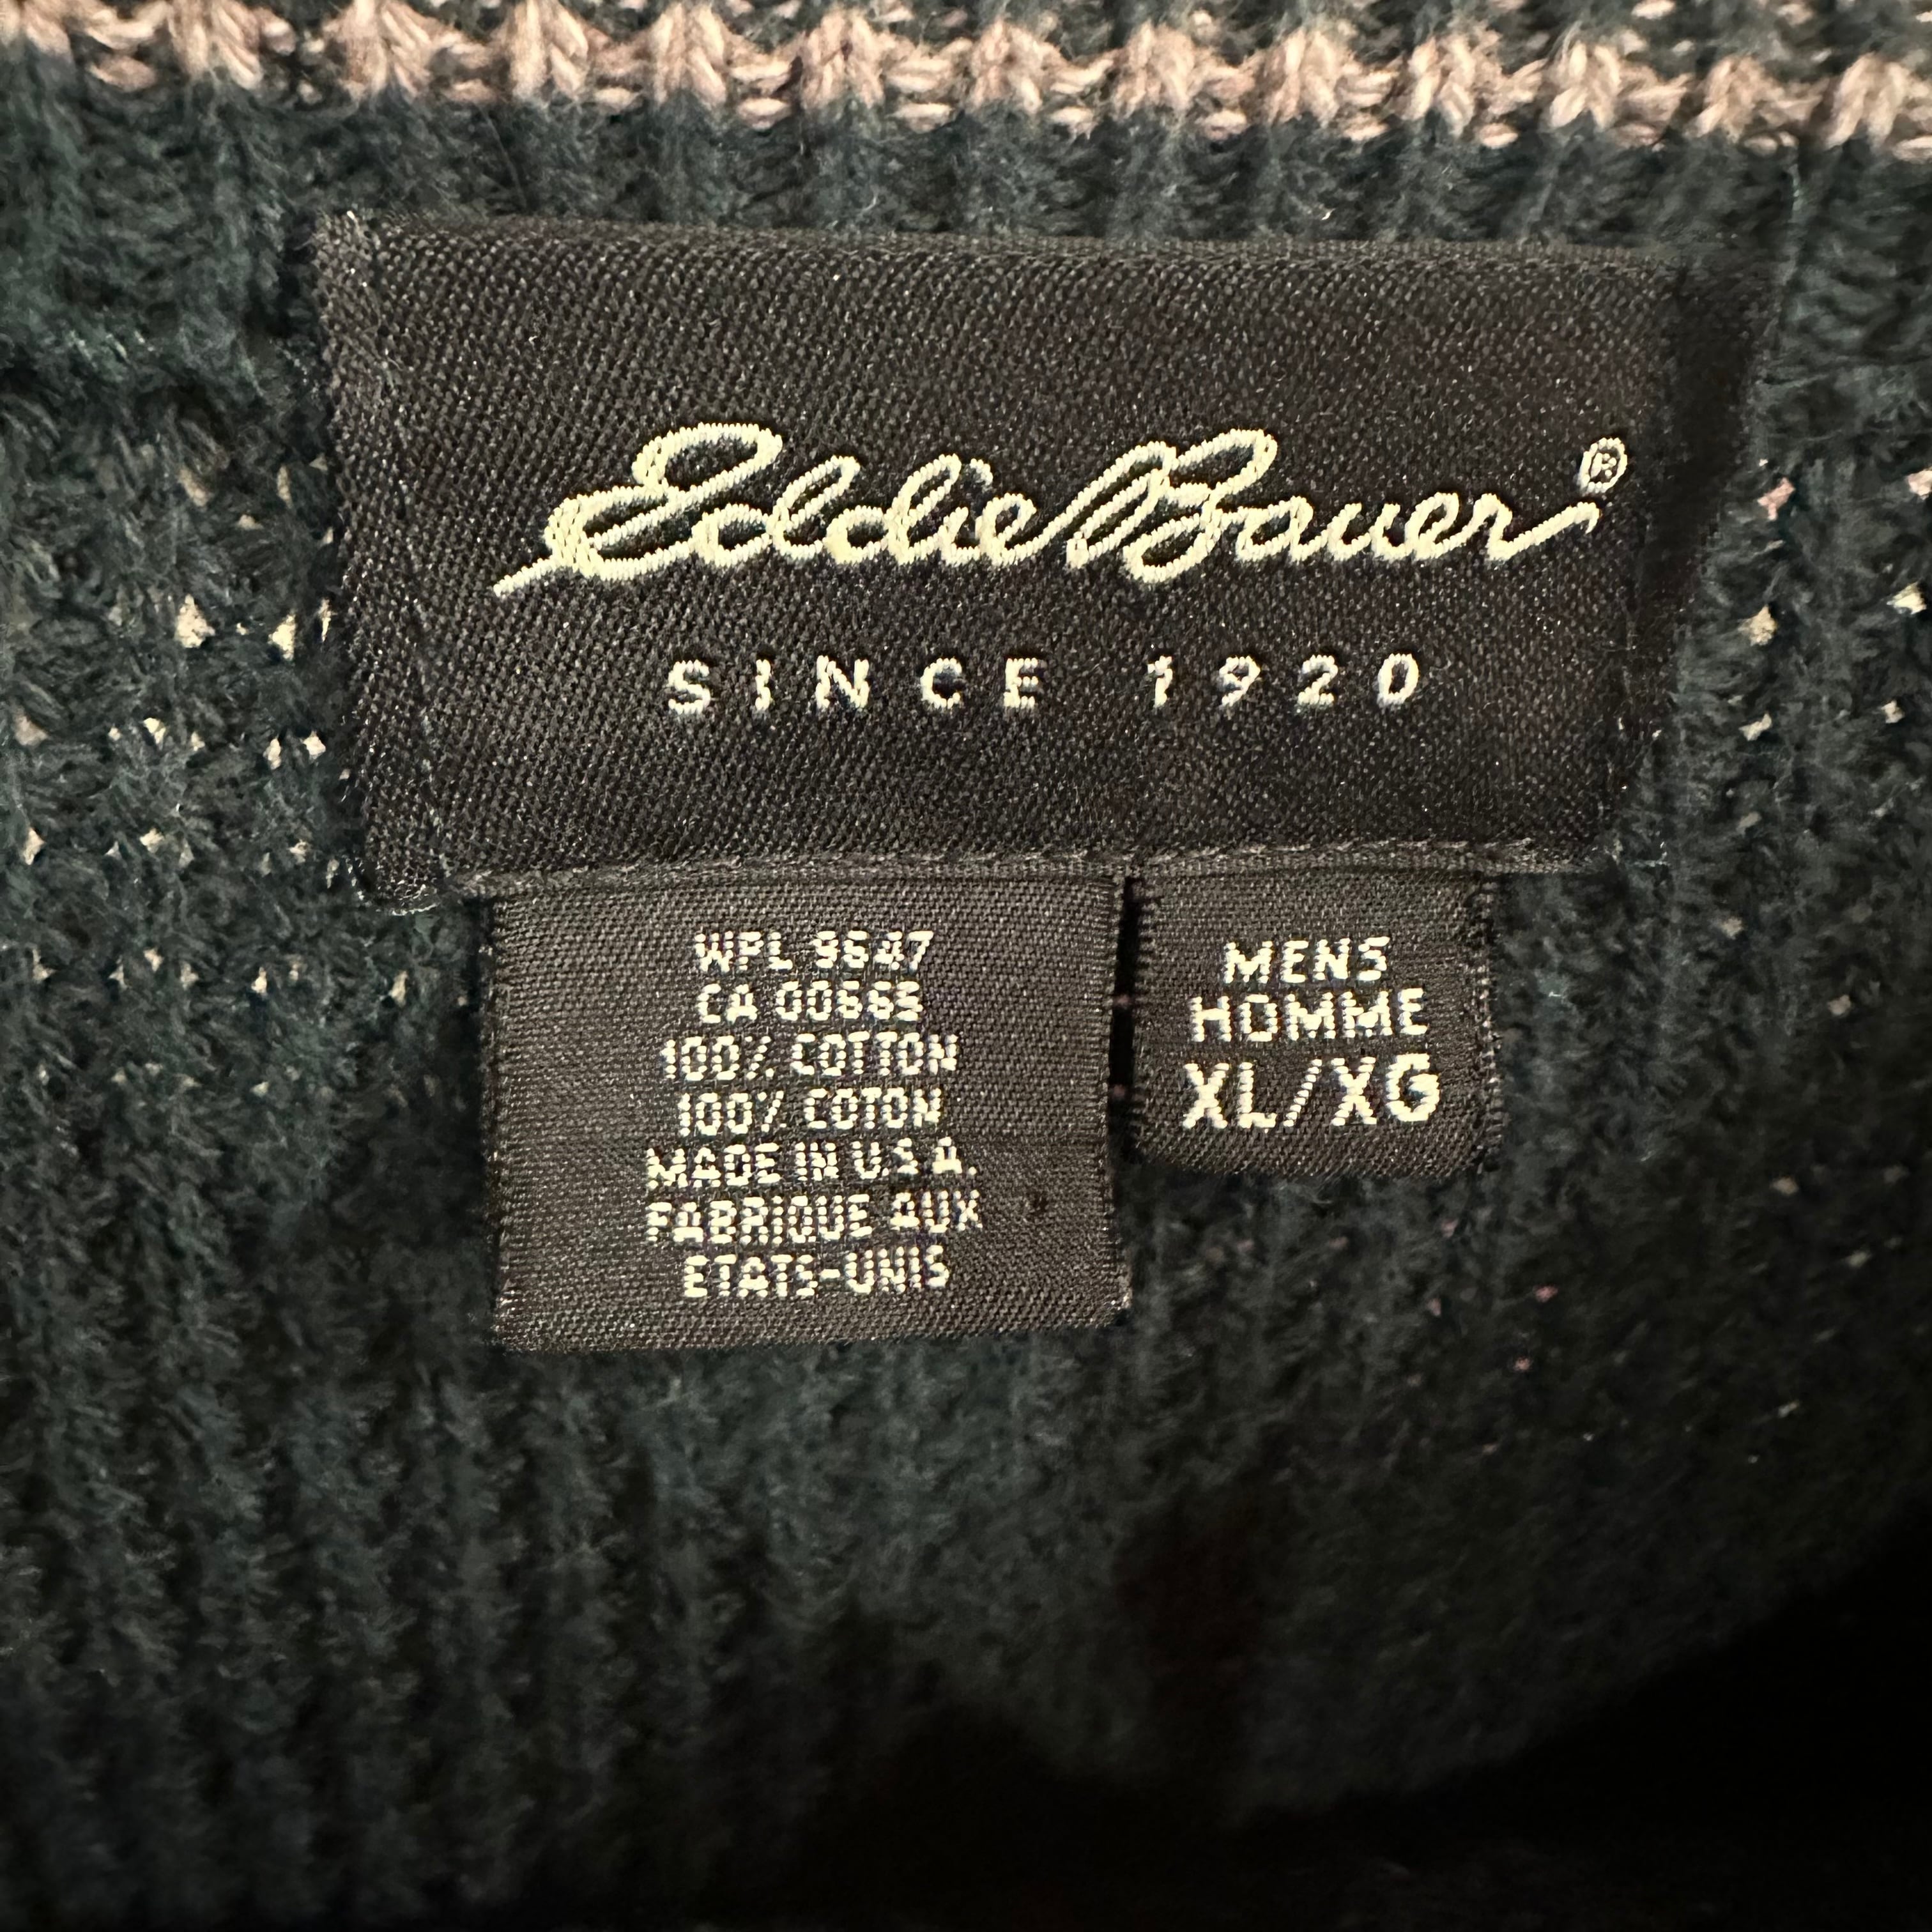 Eddie Bauer®
SINCE 1920
WPL 9647
CA 00665
100% COTTON
100% COTON
MADE IN U.S.A.
FABRIQUE AUX
ETATS-UNIS
MENS
HOMME
XL/XG